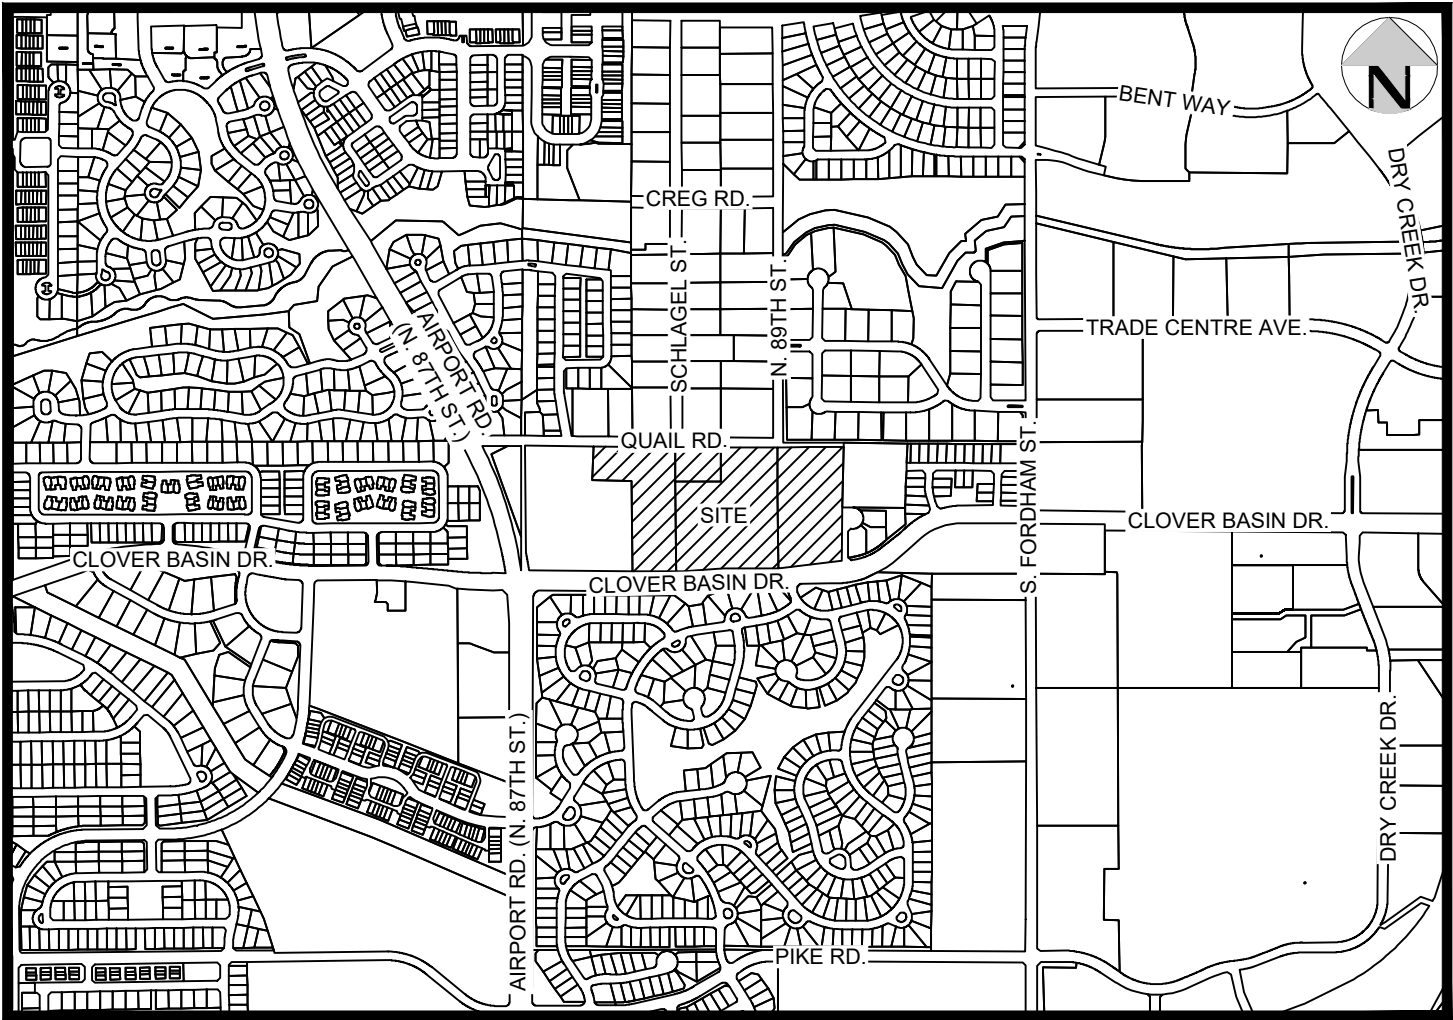 N
BENT WAY
DRY CREEK DR.
CREG RD.
SCHLAGEL ST.
N. 89TH ST.
AIRPORT RD.
(N. 87TH ST.)
TRADE CENTRE AVE.
QUAIL RD.
S. FORDHAM ST.
SITE
CLOVER BASIN DR.
CLOVER BASIN DR.
CLOVER BASIN DR.
AIRPORT RD. (N. 87TH ST.)
DRY CREEK DR.
PIKE RD.